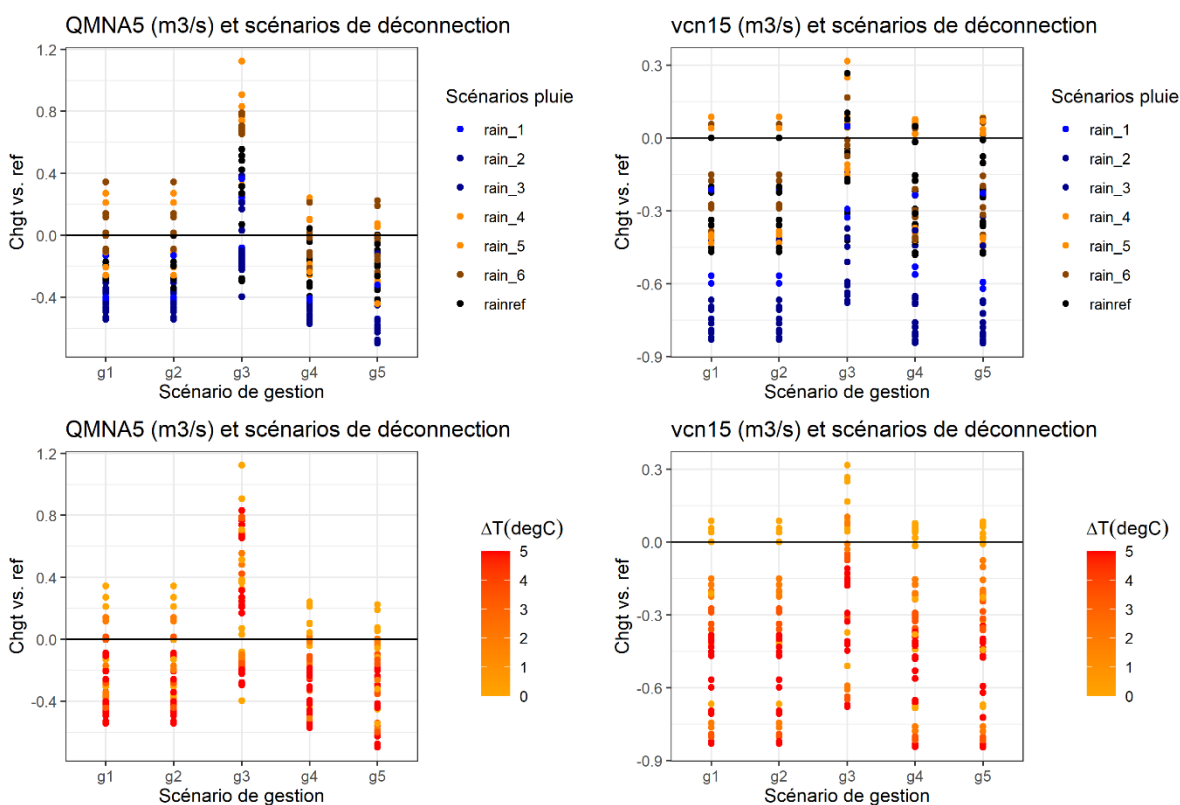 QMNA5 (m3/s) et scénarios de déconnection
1.2
0.8
0.4
0.0
-0.4
Chgt vs. ref
g1 g2 g3 g4 g5
Scénario de gestion
Scénarios pluie
rain_1
rain_2
rain_3
rain_4
rain_5
rain_6
rainref
vcn15 (m3/s) et scénarios de déconnection
0.3
0.0
-0.3
-0.6
-0.9
Chgt vs. ref
g1 g2 g3 g4 g5
Scénario de gestion
Scénarios pluie
rain_1
rain_2
rain_3
rain_4
rain_5
rain_6
rainref
QMNA5 (m3/s) et scénarios de déconnection
1.2
0.8
0.4
0.0
-0.4
Chgt vs. ref
g1 g2 g3 g4 g5
Scénario de gestion
ΔT(degC)
5
4
3
2
1
0
vcn15 (m3/s) et scénarios de déconnection
0.3
0.0
-0.3
-0.6
-0.9
Chgt vs. ref
g1 g2 g3 g4 g5
Scénario de gestion
ΔT(degC)
5
4
3
2
1
0